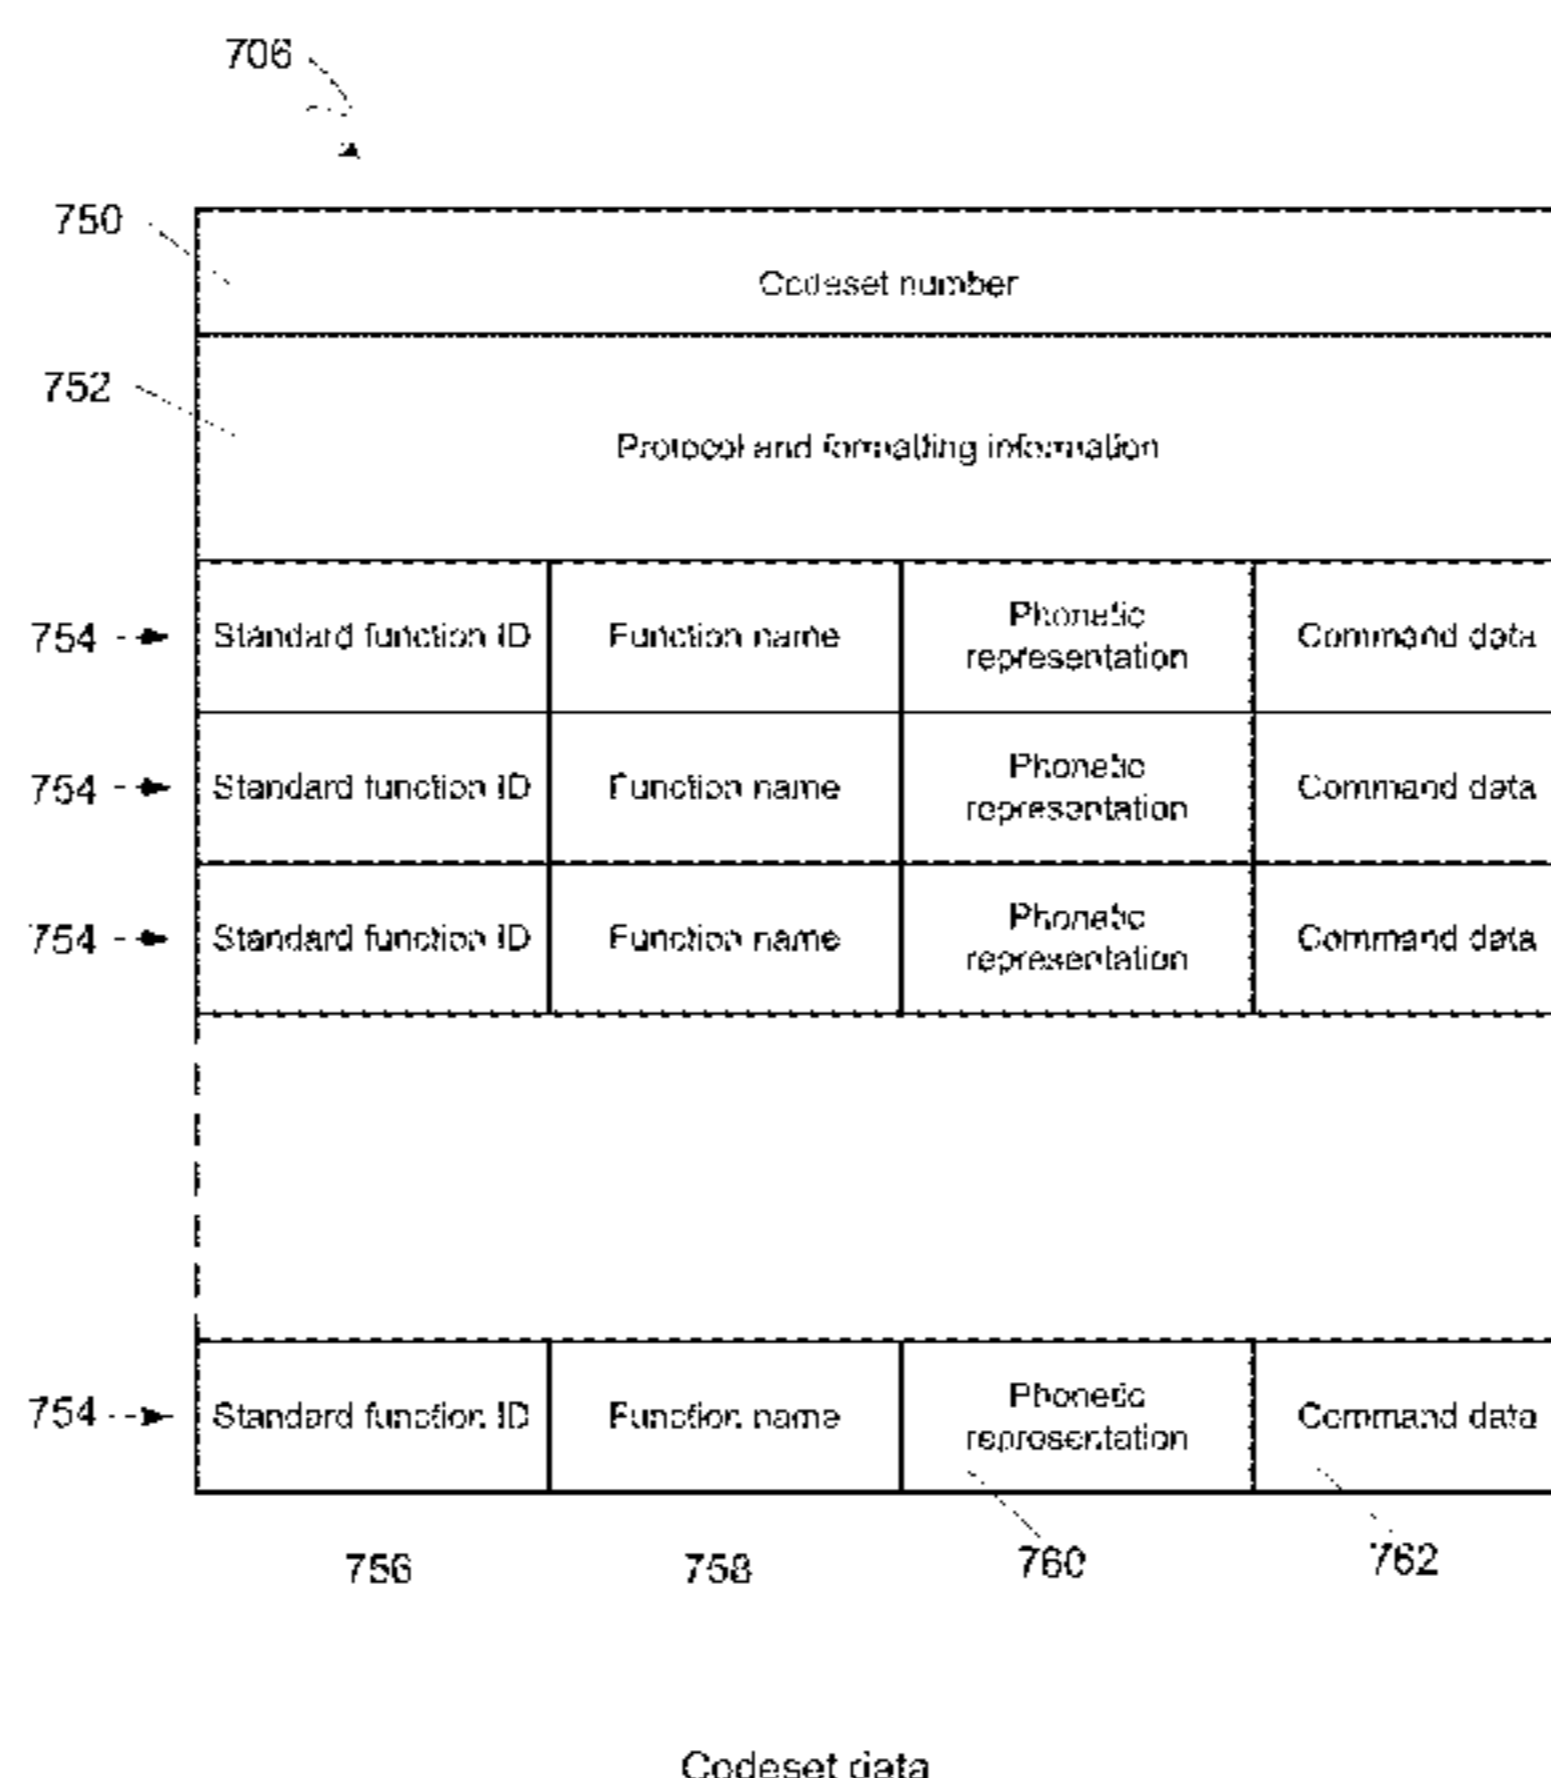 706
750
Codeset number
752
Protocol and formatting information
754 Standard function ID Function name Phonetic representation Command data
754 Standard function ID Function name Phonetic representation Command data
754 Standard function ID Function name Phonetic representation Command data
754 Standard function ID Function name Phonetic representation Command data
756 758 760 762
Codeset data